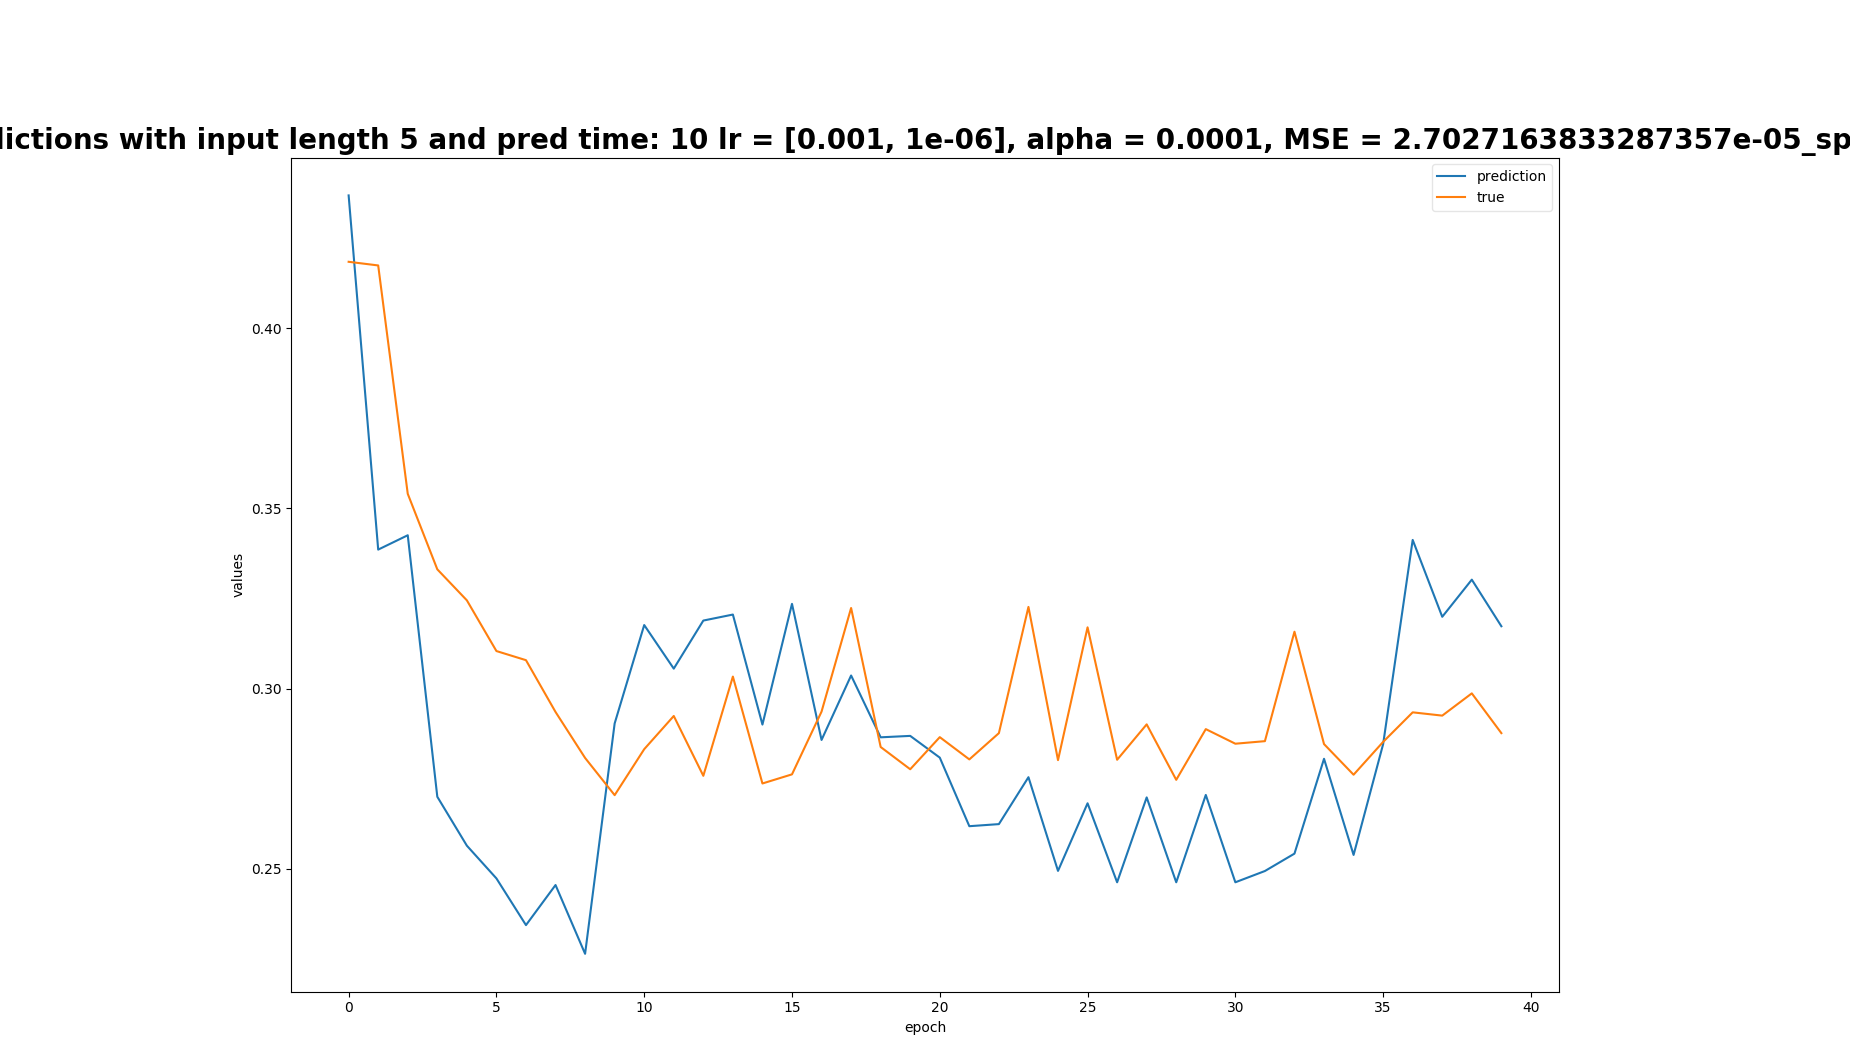 dictions with input length 5 and pred time: 10 lr = [0.001, 1e-06], alpha = 0.0001, MSE = 2.7027163833287357e-05_sp
prediction
true
0.40
0.35
0.30
0.25
values
0 5 10 15 20 25 30 35 40
epoch